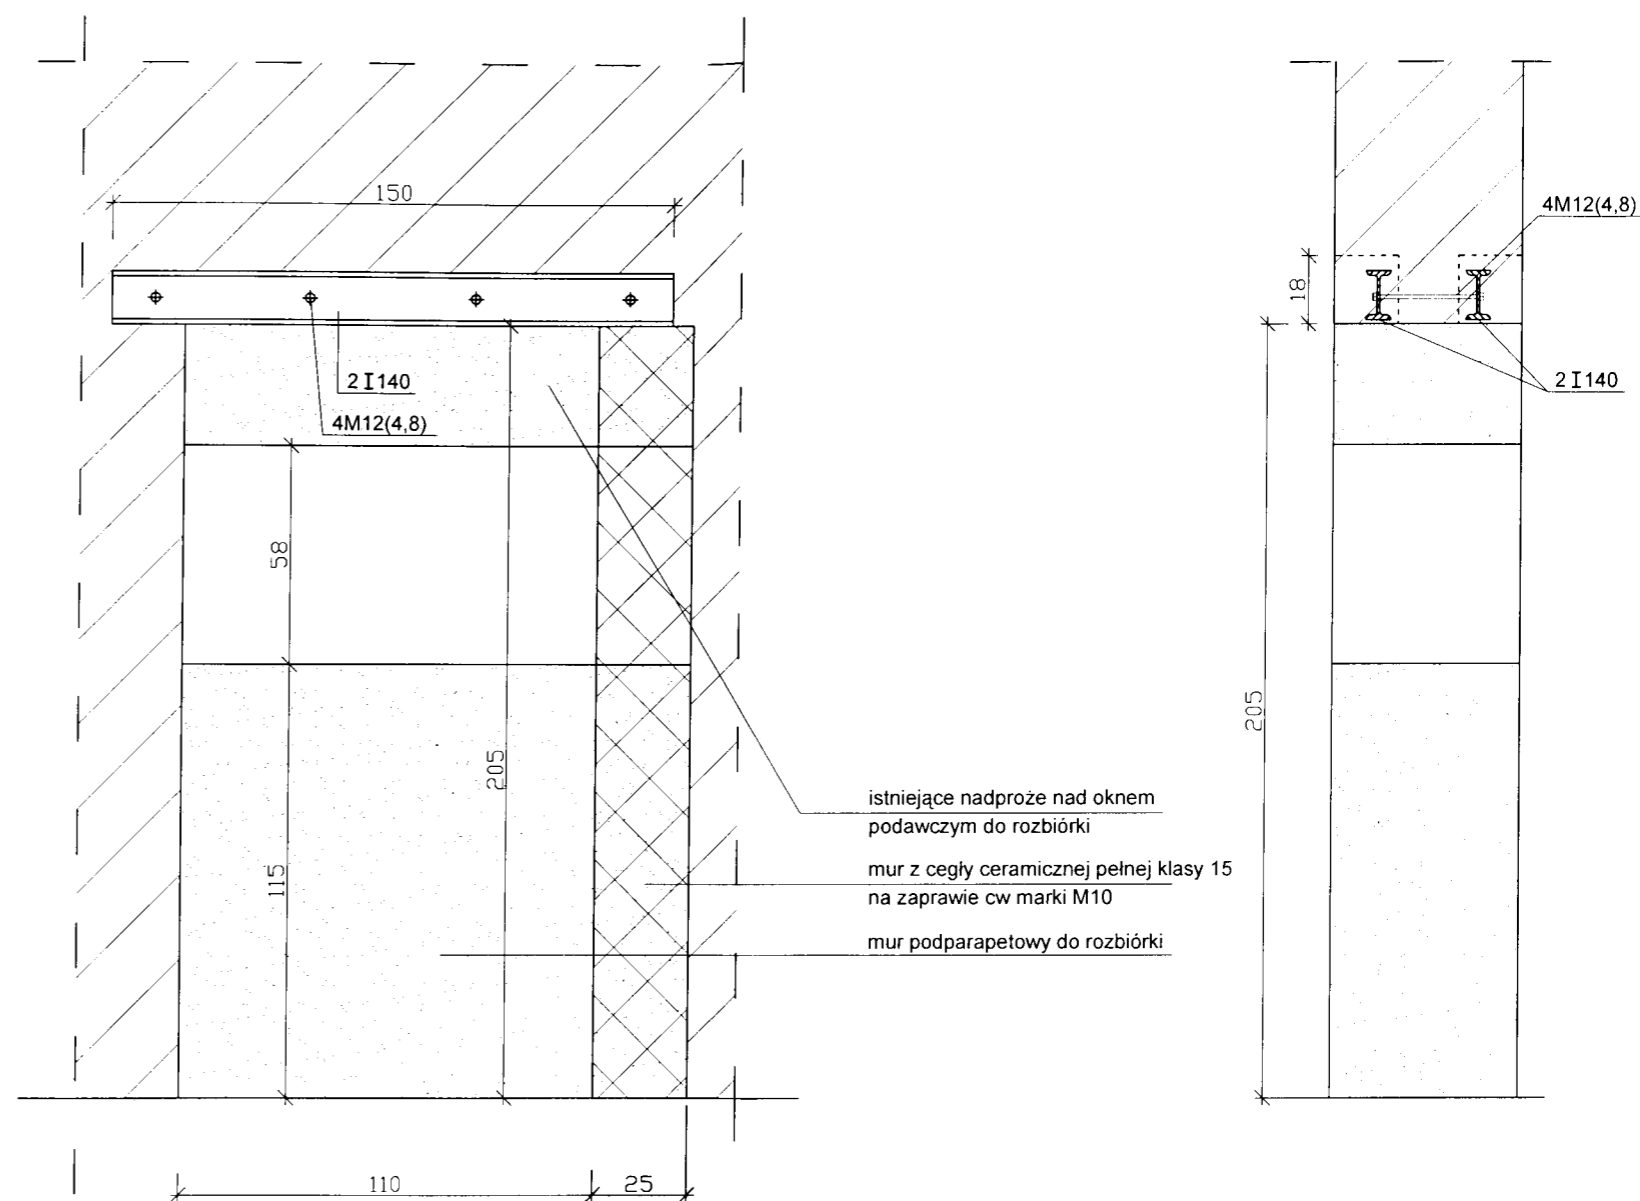 150
2 I 140
4M12(4,8)
58
205
115
istniejące nadproże nad oknem
podawczym do rozbiórki
mur z cegły ceramicznej pełnej klasy 15
na zaprawie cw marki M10
mur podparapetowy do rozbiórki
110
25
4M12(4,8)
18
2 I 140
205